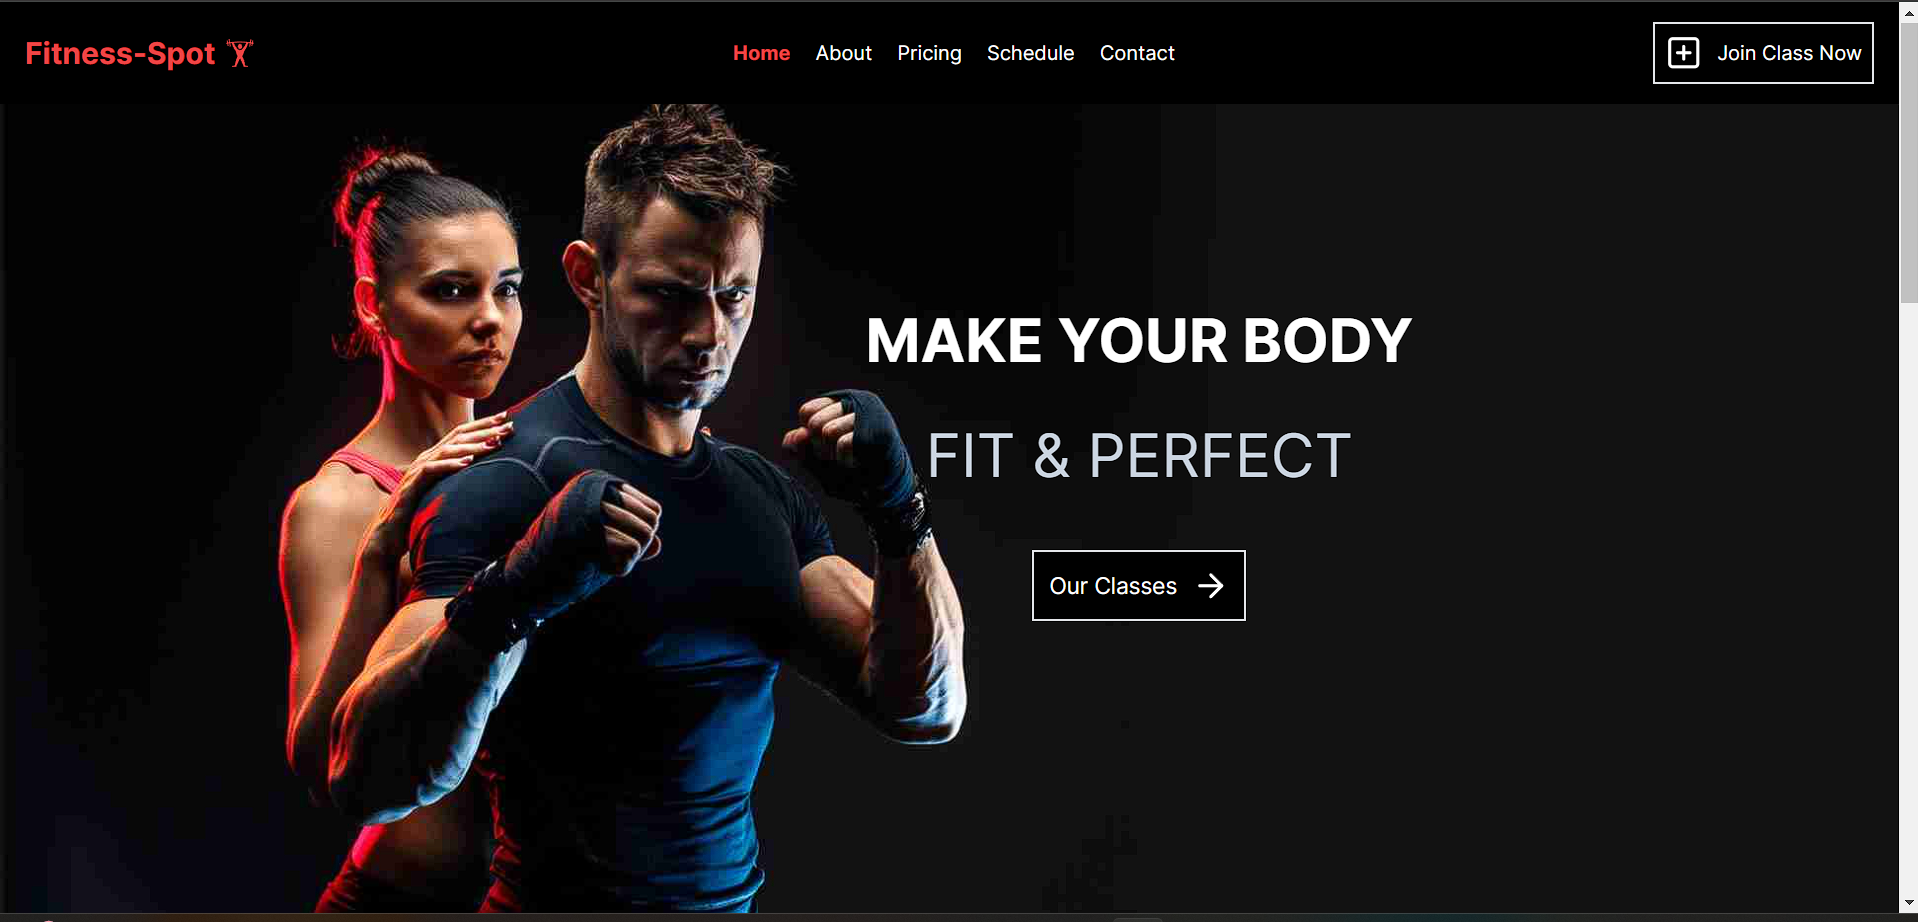 Fitness-Spot
Home About Pricing Schedule Contact
Join Class Now
MAKE YOUR BODY
FIT & PERFECT
Our Classes